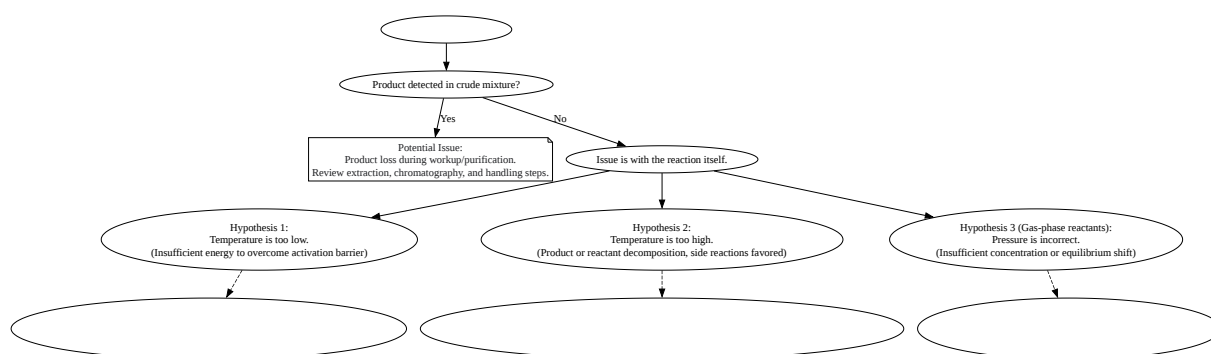 Product detected in crude mixture?
Yes
No
Potential Issue:
Product loss during workup/purification.
Review extraction, chromatography, and handling steps.
Issue is with the reaction itself.
Hypothesis 1:
Temperature is too low.
(Insufficient energy to overcome activation barrier)
Hypothesis 2:
Temperature is too high.
(Product or reactant decomposition, side reactions favored)
Hypothesis 3 (Gas-phase reactants):
Pressure is incorrect.
(Insufficient concentration or equilibrium shift)